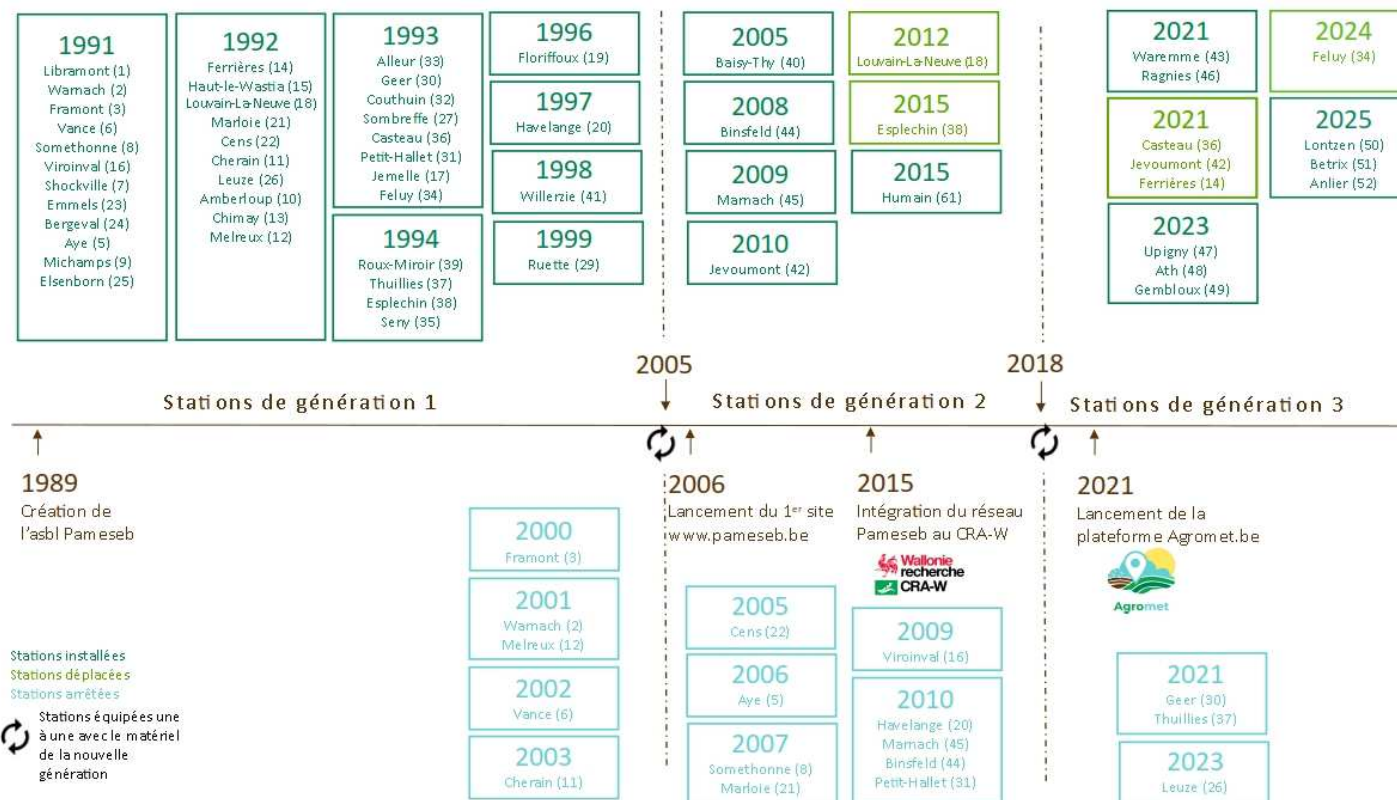 1991
Libramont (1)
Warnach (2)
Framont (3)
Vance (6)
Somethonne (8)
Viroinval (16)
Shockville (7)
Emmels (23)
Bergeval (24)
Aye (5)
Michamps (9)
Elsenborn (25)
1992
Ferrières (14)
Haut-le-Wastia (15)
Louvain-La-Neuve (18)
Marloie (21)
Cens (22)
Cherain (11)
Leuze (26)
Amberloup (10)
Chimay (13)
Melreux (12)
1993
Alleur (33)
Geer (30)
Couthuin (32)
Sombreffe (27)
Casteau (36)
Petit-Hallet (31)
Jemelle (17)
Feluy (34)
1994
Roux-Miroir (39)
Thuillies (37)
Esplechin (38)
Seny (35)
1996
Floriffoux (19)
1997
Havelange (20)
1998
Willerzie (41)
1999
Ruette (29)
2005
Baisy-Thy (40)
2008
Binsfeld (44)
2009
Marnach (45)
2010
Jevoumont (42)
2012
Louvain-La-Neuve (18)
2015
Esplechin (38)
2015
Humain (61)
2021
Waremme (43)
Ragnies (46)
2021
Casteau (36)
Jevoumont (42)
Ferrières (14)
2023
Upigny (47)
Ath (48)
Gembloux (49)
2024
Feluy (34)
2025
Lontzen (50)
Betrix (51)
Anlier (52)
2005
2018
Stations de génération 1
Stations de génération 2
Stations de génération 3
1989
Création de
l'asbl Pameseb
2006
Lancement du 1er site
www.pameseb.be
2015
Intégration du réseau
Pameseb au CRA-W
Wallonie
recherche
CRA-W
2021
Lancement de la
plateforme Agromet.be
Agromet
2000
Framont (3)
2001
Warnach (2)
Melreux (12)
2002
Vance (6)
2003
Cherain (11)
2005
Cens (22)
2006
Aye (5)
2007
Somethonne (8)
Marloie (21)
2009
Viroinval (16)
2010
Havelange (20)
Marnach (45)
Binsfeld (44)
Petit-Hallet (31)
2021
Geer (30)
Thuillies (37)
2023
Leuze (26)
Stations installées
Stations déplacées
Stations arrêtées
Stations équipées une
à une avec le matériel
de la nouvelle
génération